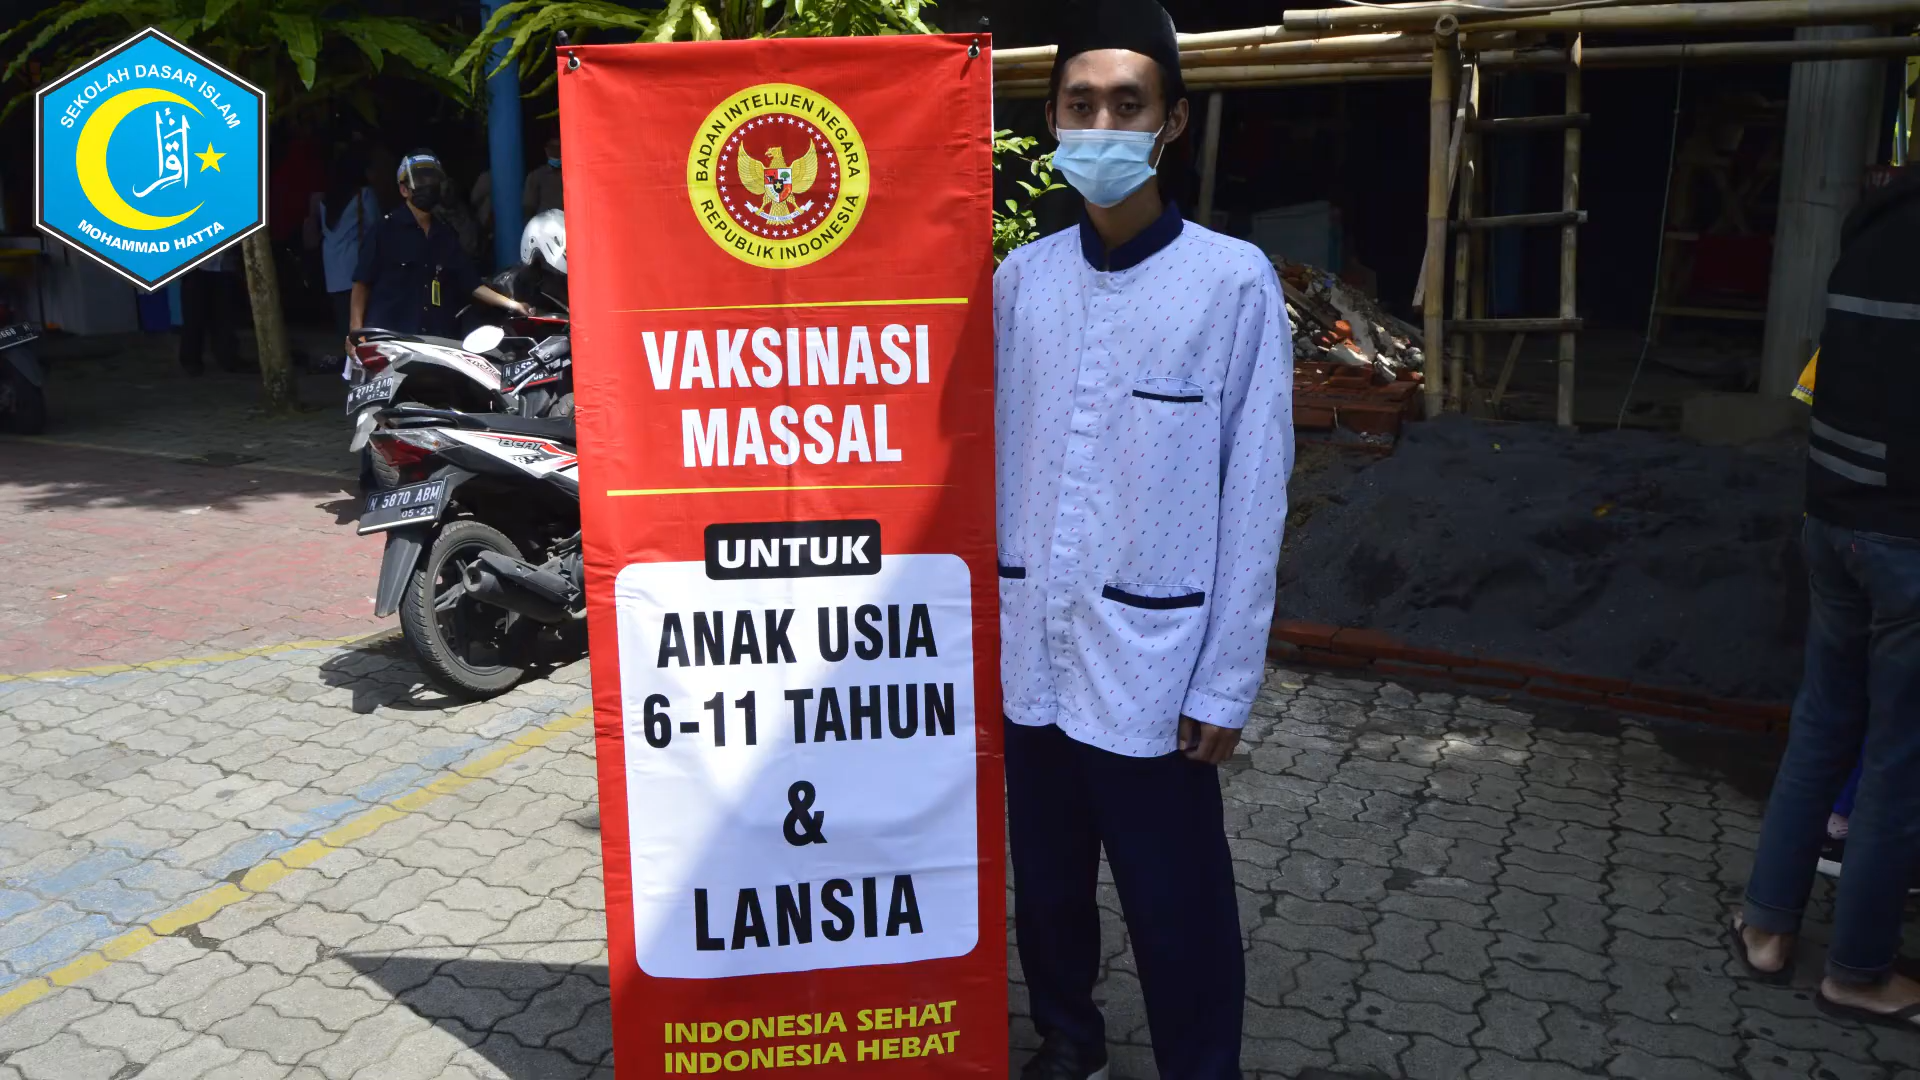 SEKOLAH DASAR ISLAM
اقرأ
MOHAMMAD HATTA
BADAN INTELIJEN NEGARA
REPUBLIK INDONESIA
VAKSINASI
MASSAL
UNTUK
ANAK USIA
6-11 TAHUN
&
LANSIA
INDONESIA SEHAT
INDONESIA HEBAT
BeAT
N 5870 ABM
05·23